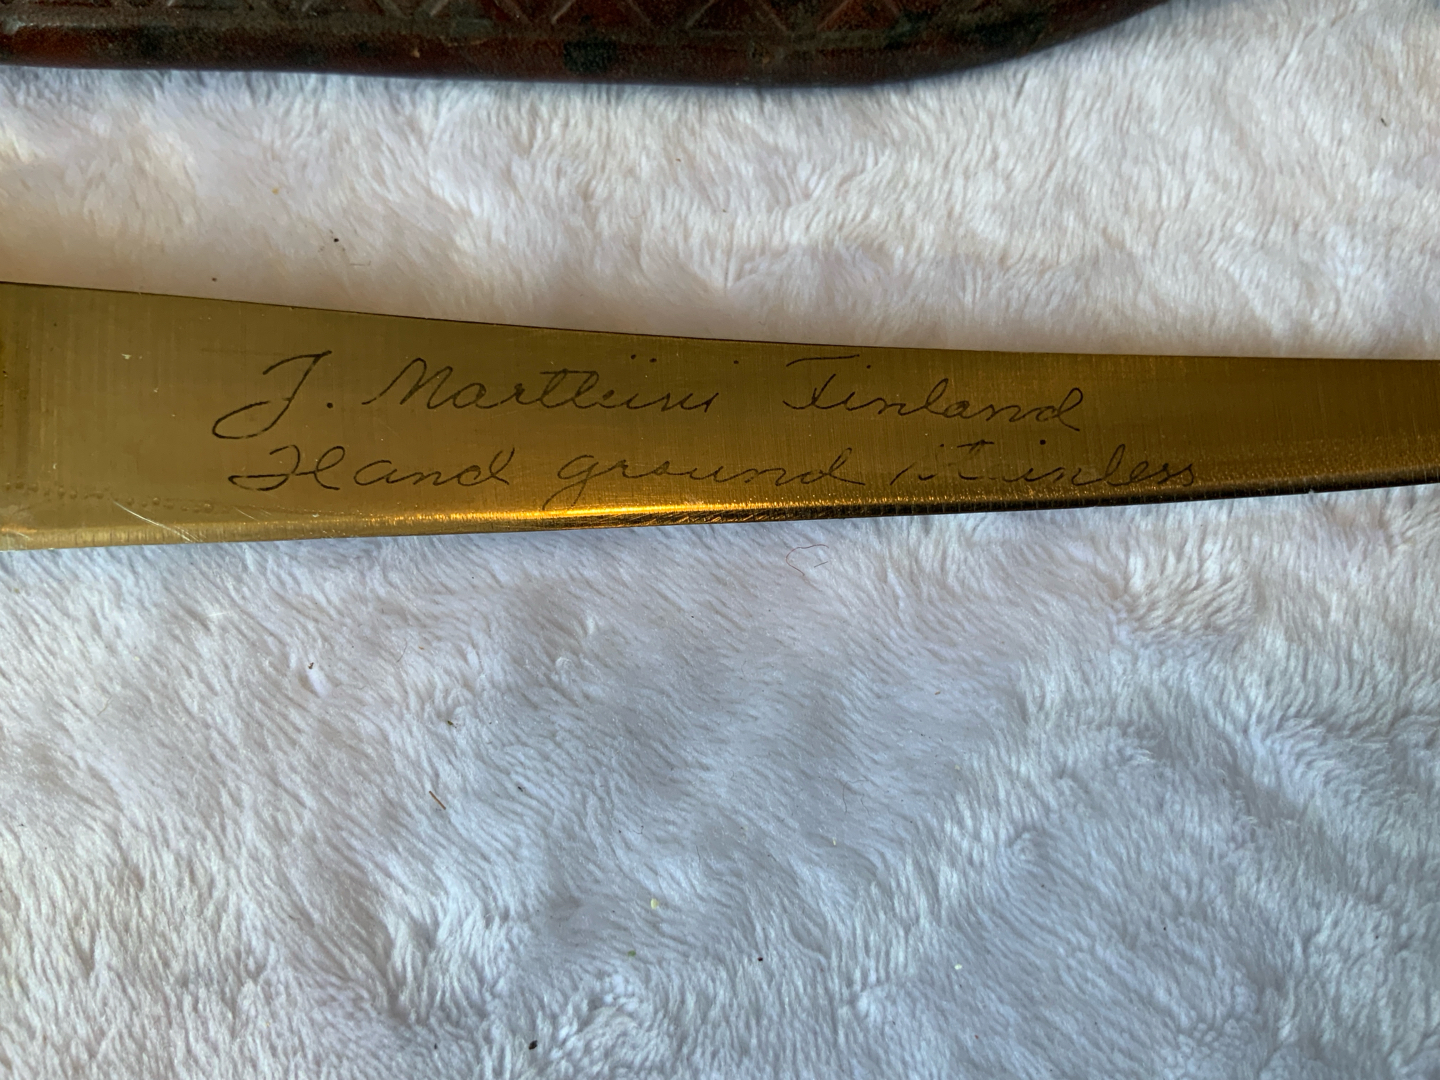 J. Marttiini Finland
Hand ground stainless